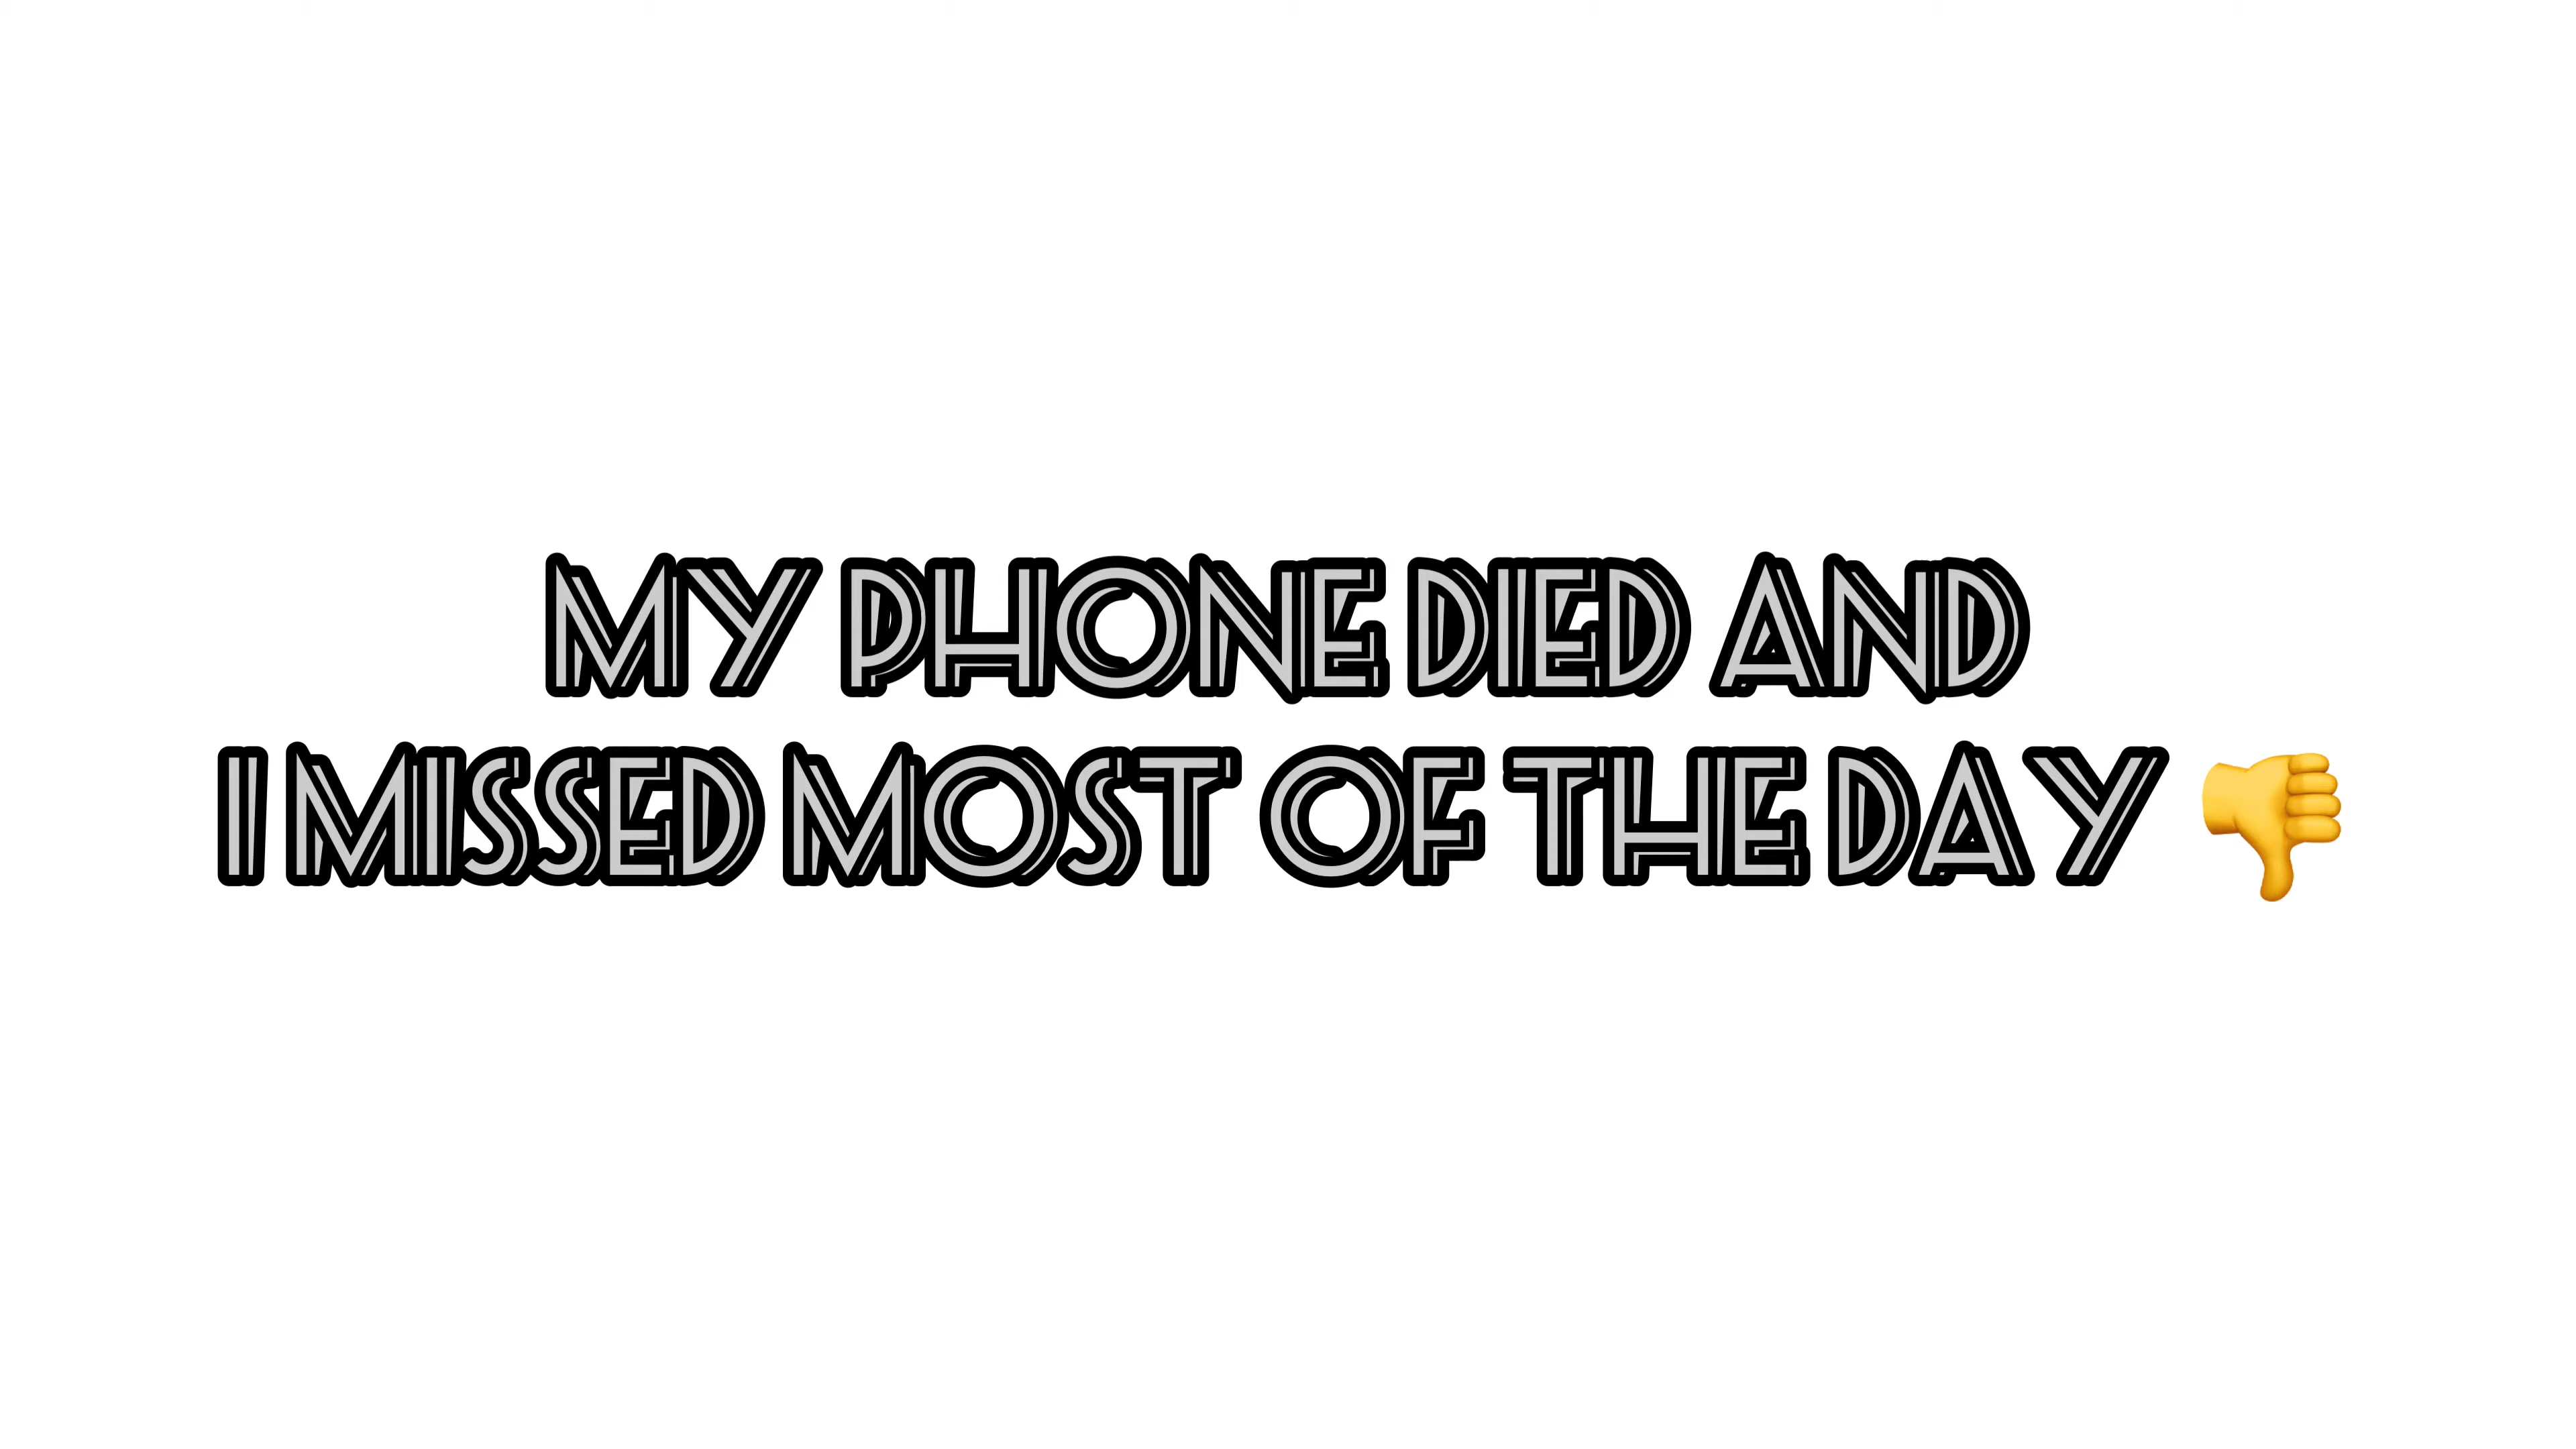 MY PHONE DIED AND
I MISSED MOST OF THE DAY 👎